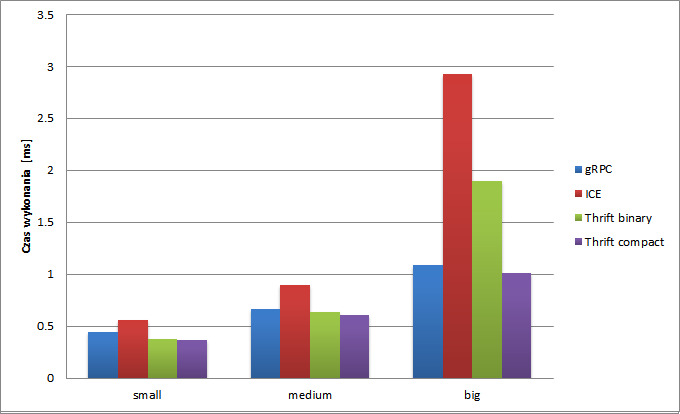 3.5
3
2.5
2
1.5
1
0.5
0
Czas wykonania [ms]
small
medium
big
gRPC
ICE
Thrift binary
Thrift compact